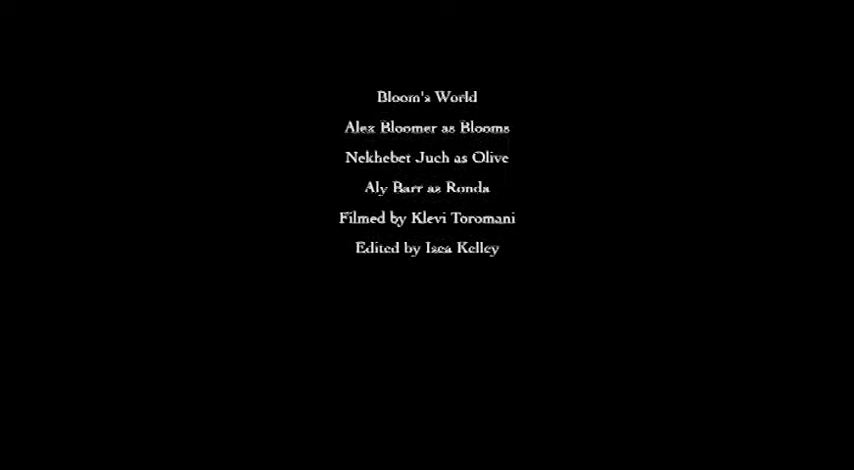 Bloom's World
Alex Bloomer as Blooms
Nekhebet Juch as Olive
Aly Barr as Ronda
Filmed by Klevi Toromani
Edited by Isea Kelley